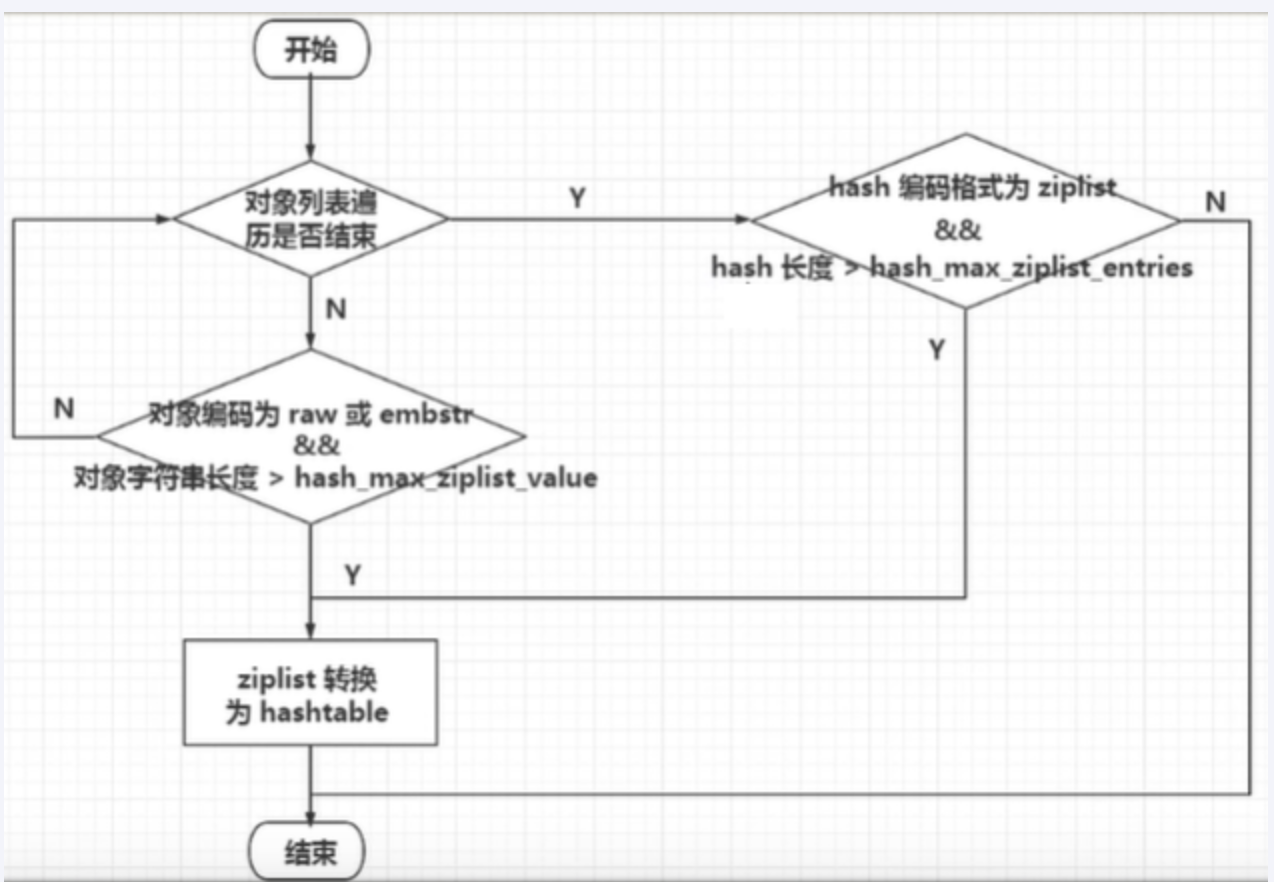 开始
对象列表遍
历是否结束
Y
hash 编码格式为 ziplist
&&
hash 长度 > hash_max_ziplist_entries
N
N
Y
N
对象编码为 raw 或 embstr
&&
对象字符串长度 > hash_max_ziplist_value
Y
ziplist 转换
为 hashtable
结束